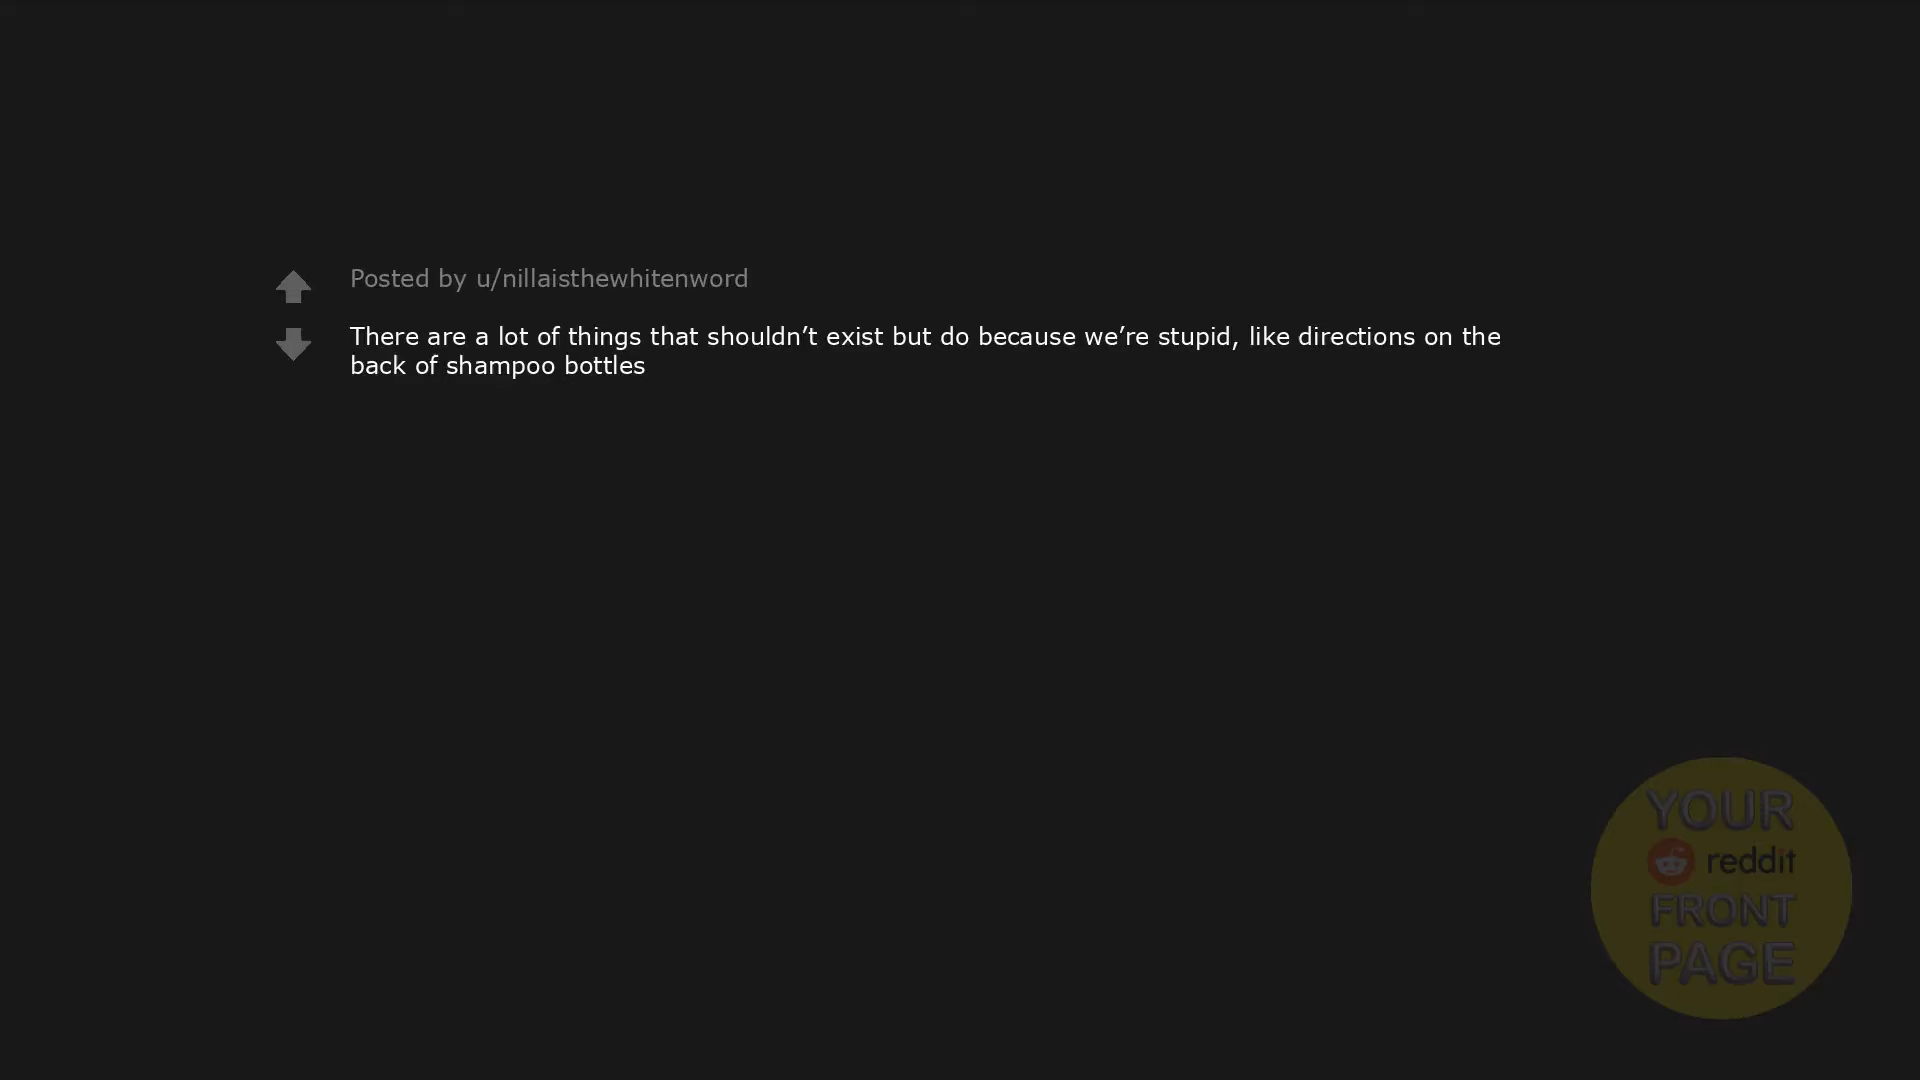 Posted by u/nillaisthewhitenword
There are a lot of things that shouldn’t exist but do because we’re stupid, like directions on the
back of shampoo bottles
YOUR
reddit
FRONT
PAGE